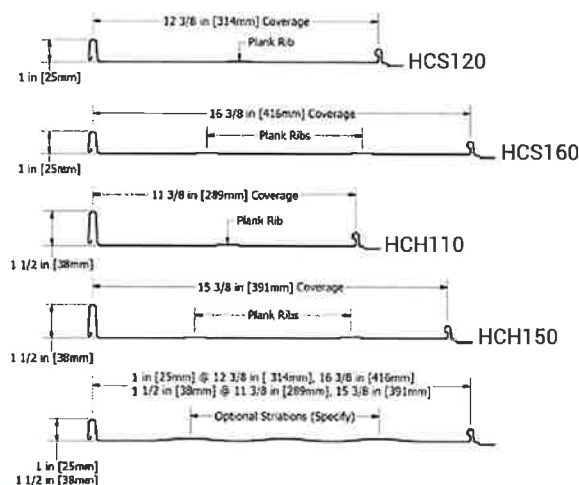 12 3/8 in [314mm] Coverage
Plank Rib
1 in [25mm]
HCS120
16 3/8 in [416mm] Coverage
Plank Ribs
1 in [25mm]
HCS160
11 3/8 in [289mm] Coverage
Plank Rib
1 1/2 in [38mm]
HCH110
15 3/8 in [391mm] Coverage
Plank Ribs
1 1/2 in [38mm]
HCH150
1 in [25mm] @ 12 3/8 in [ 314mm], 16 3/8 in [416mm]
1 1/2 in [38mm] @ 11 3/8 in [289mm], 15 3/8 in [391mm]
Optional Striations (Specify)
1 in [25mm]
1 1/2 in [38mm]